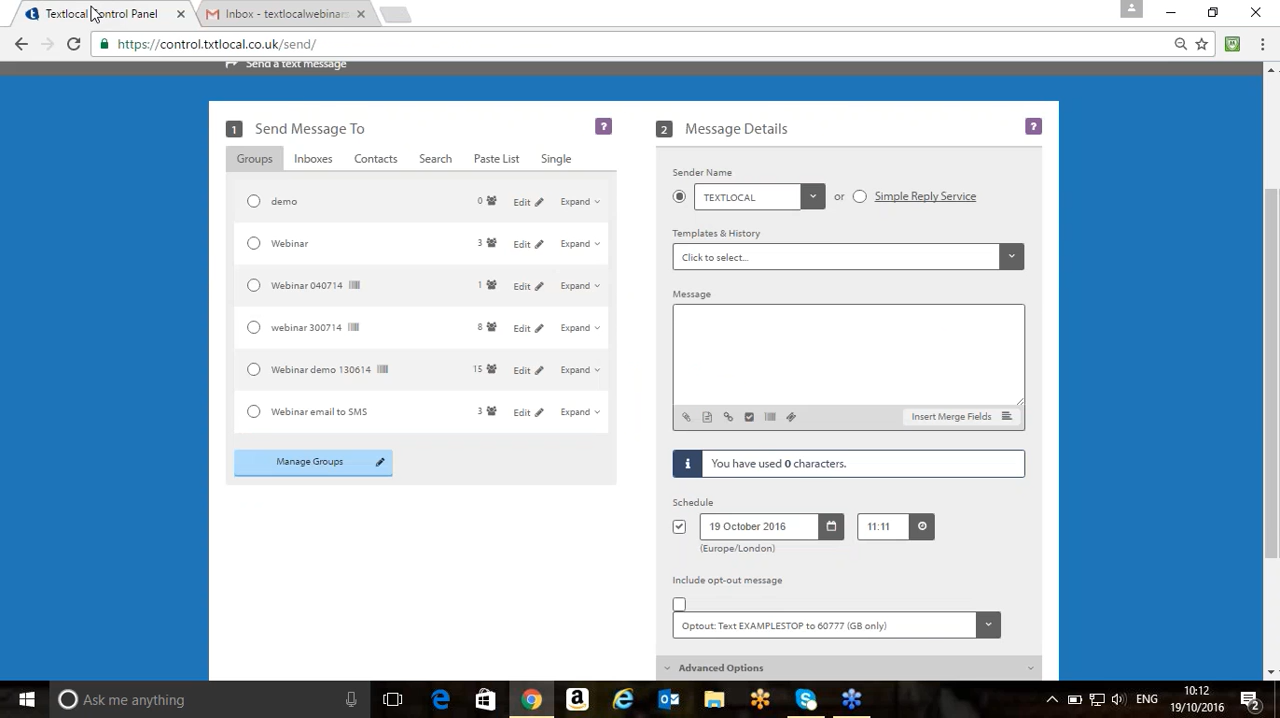 Textlocal Control Panel
Inbox - textlocalwebinars
https://control.txtlocal.co.uk/send/
Send a text message
1 Send Message To ?
Groups Inboxes Contacts Search Paste List Single
demo 0 Edit Expand
Webinar 3 Edit Expand
Webinar 040714 1 Edit Expand
webinar 300714 8 Edit Expand
Webinar demo 130614 15 Edit Expand
Webinar email to SMS 3 Edit Expand
Manage Groups
2 Message Details ?
Sender Name
TEXTLOCAL or Simple Reply Service
Templates & History
Click to select...
Message
Insert Merge Fields
i You have used 0 characters.
Schedule
19 October 2016 11:11
(Europe/London)
Include opt-out message
Optout: Text EXAMPLESTOP to 60777 (GB only)
Advanced Options
Ask me anything
ENG
10:12
19/10/2016
2